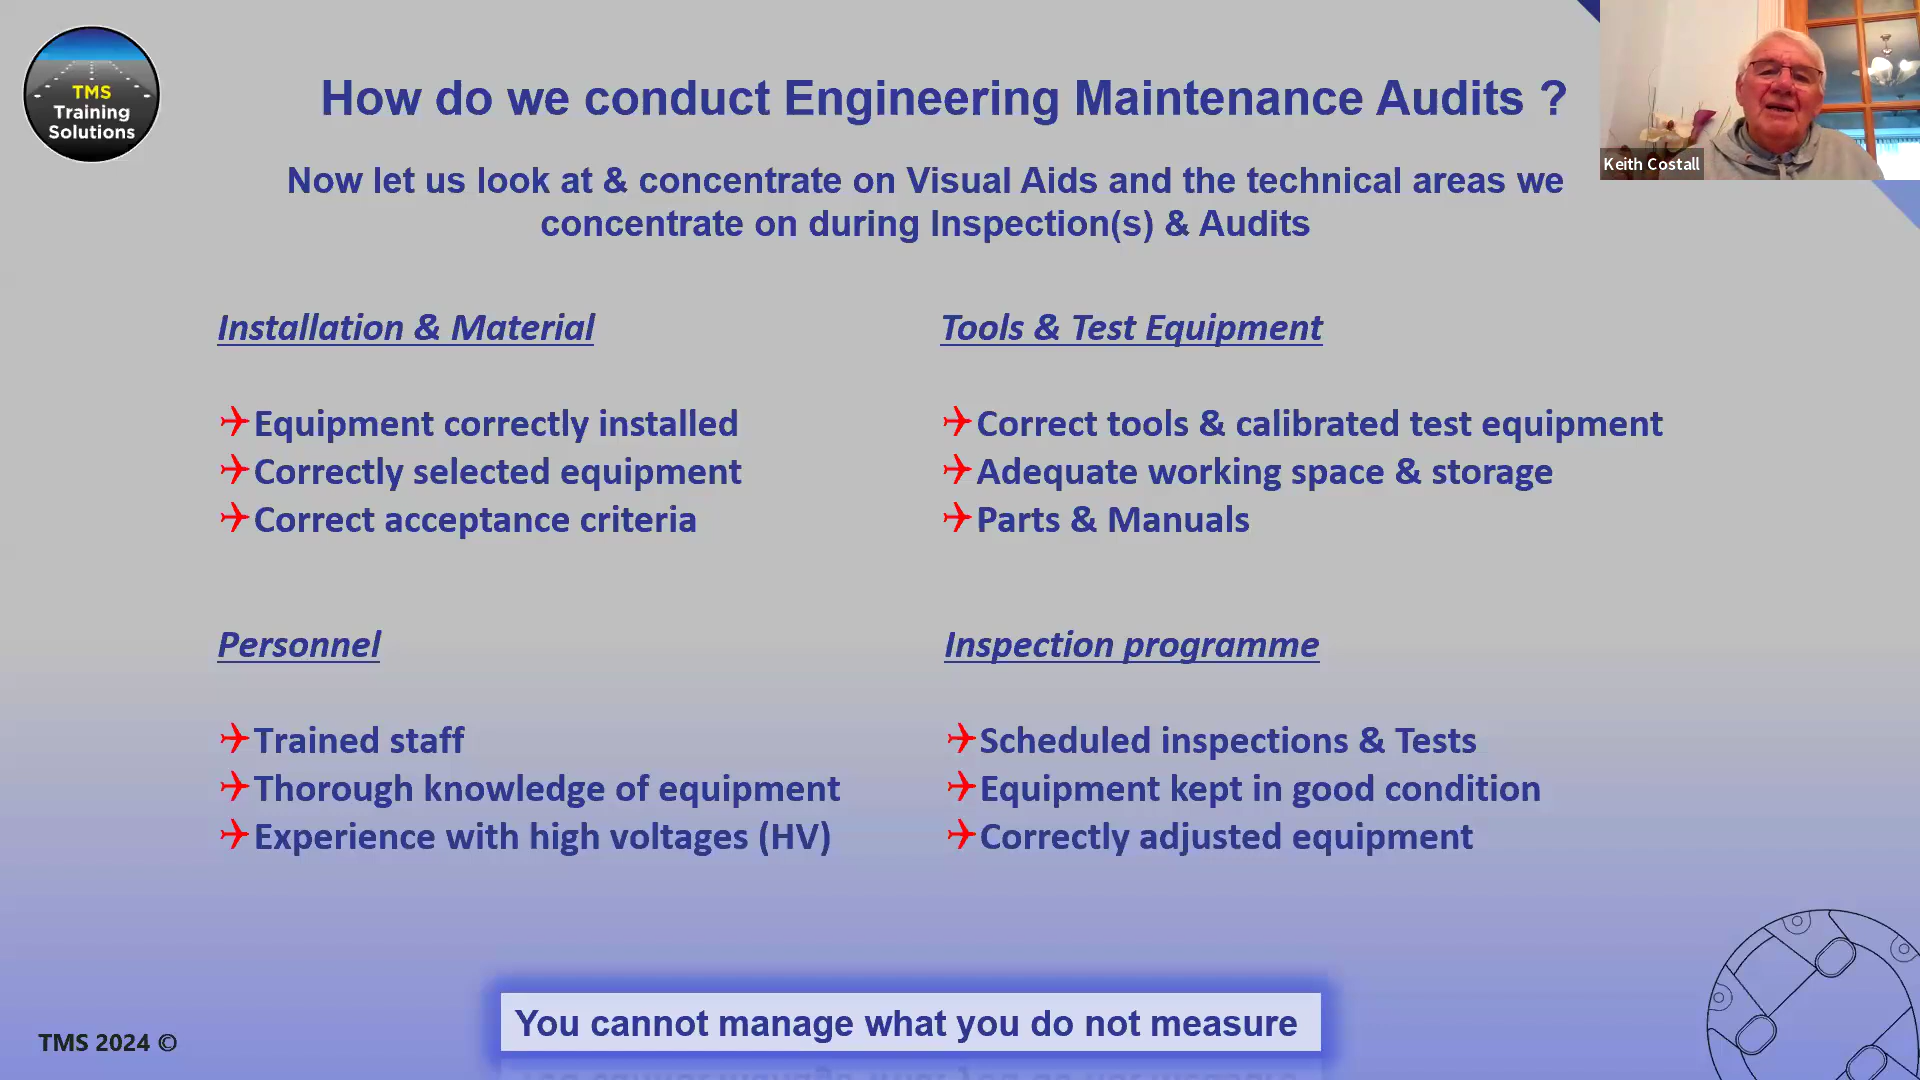 TMS
Training
Solutions
How do we conduct Engineering Maintenance Audits ?
Keith Costall
Now let us look at & concentrate on Visual Aids and the technical areas we
concentrate on during Inspection(s) & Audits
Installation & Material
Equipment correctly installed
Correctly selected equipment
Correct acceptance criteria
Tools & Test Equipment
Correct tools & calibrated test equipment
Adequate working space & storage
Parts & Manuals
Personnel
Trained staff
Thorough knowledge of equipment
Experience with high voltages (HV)
Inspection programme
Scheduled inspections & Tests
Equipment kept in good condition
Correctly adjusted equipment
You cannot manage what you do not measure
TMS 2024 ©